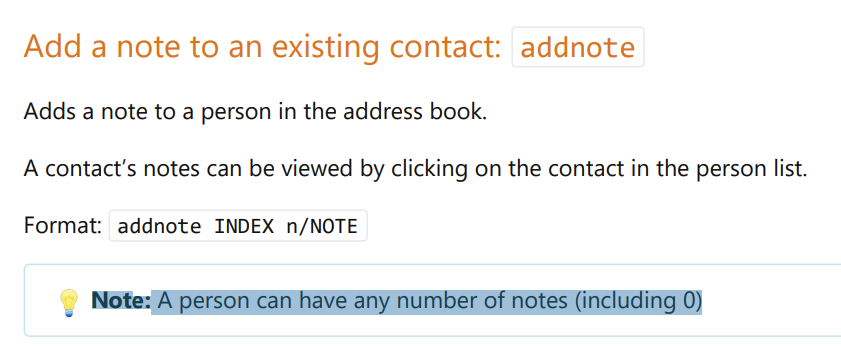 Add a note to an existing contact: addnote
Adds a note to a person in the address book.
A contact’s notes can be viewed by clicking on the contact in the person list.
Format: addnote INDEX n/NOTE
Note: A person can have any number of notes (including 0)